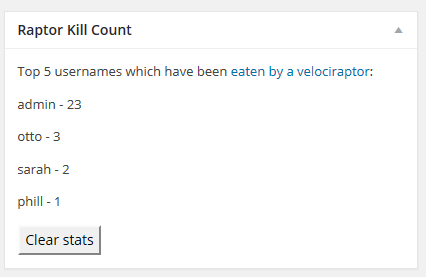 Raptor Kill Count
Top 5 usernames which have been eaten by a velociraptor:
admin - 23
otto - 3
sarah - 2
phill - 1
Clear stats